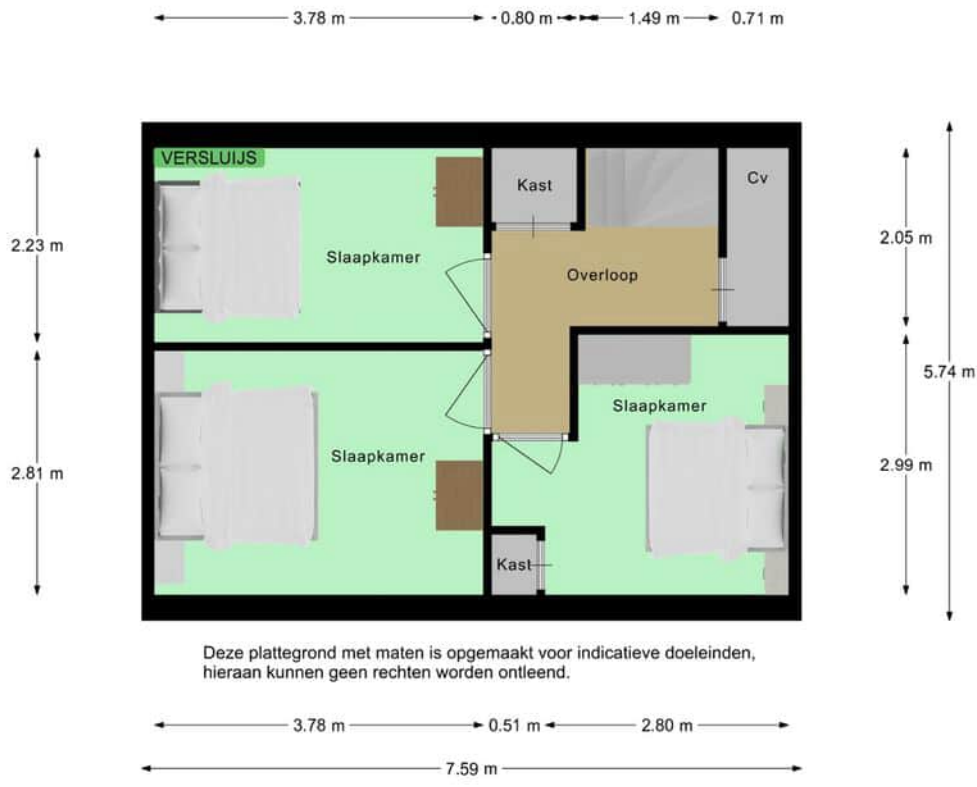 3.78 m 0.80 m 1.49 m 0.71 m
VERSLUIJS
Kast
Cv
2.23 m
Slaapkamer
Overloop
2.05 m
5.74 m
Slaapkamer
2.81 m
Slaapkamer
2.99 m
Kast
Deze plattegrond met maten is opgemaakt voor indicatieve doeleinden,
hieraan kunnen geen rechten worden ontleend.
3.78 m 0.51 m 2.80 m
7.59 m